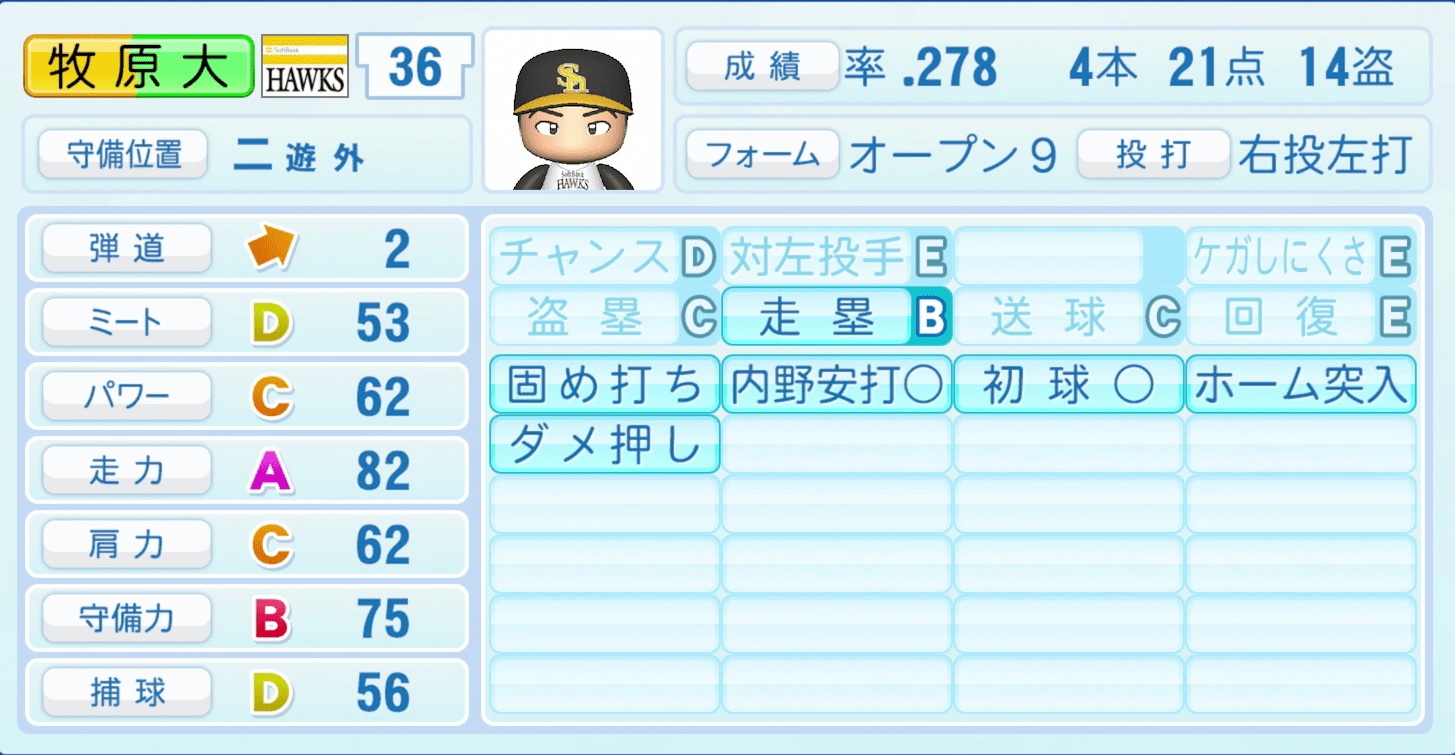 牧原大 SoftBank HAWKS 36
守備位置 二 遊 外
SoftBank HAWKS
成績 率 .278 4本 21点 14盗
フォーム オープン9 投打 右投左打
弾道 2
ミート D 53
パワー C 62
走力 A 82
肩力 C 62
守備力 B 75
捕球 D 56
チャンス D 対左投手 E ケガしにくさ E
盗塁 C 走塁 B 送球 C 回復 E
固め打ち 内野安打○ 初球○ ホーム突入
ダメ押し